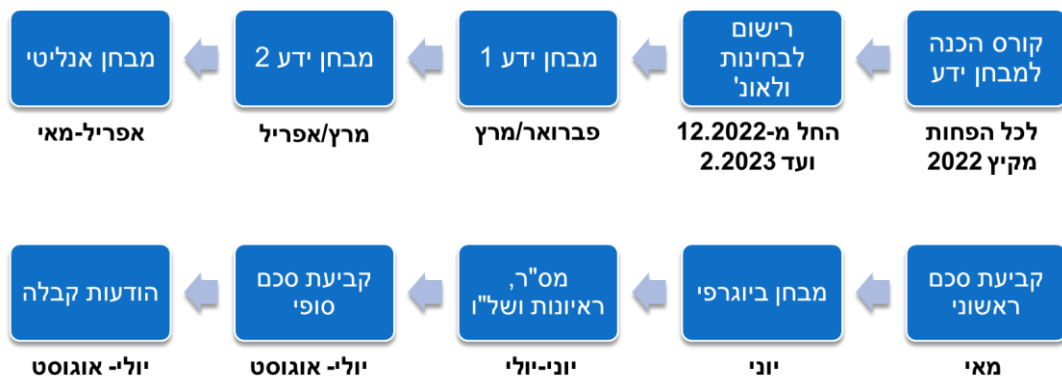 קורס הכנה
למבחן ידע
רישום
לבחינות
ולאונ'
מבחן ידע 1
מבחן ידע 2
מבחן אנליטי
לכל הפחות
מקיץ 2022
החל מ-12.2022
ועד 2.2023
פברואר/מרץ
מרץ/אפריל
אפריל-מאי
קביעת סכם
ראשוני
מבחן ביוגרפי
מס"ר,
ראיונות ושל"ו
קביעת סכם
סופי
הודעות קבלה
מאי
יוני
יוני-יולי
יולי- אוגוסט
יולי- אוגוסט